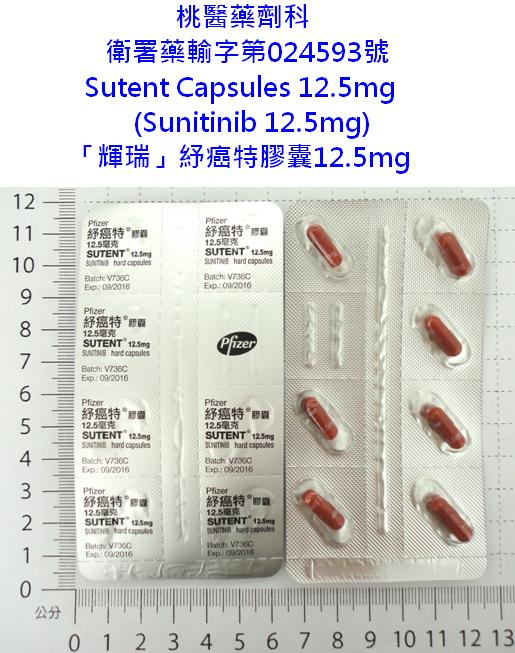 桃醫藥劑科
衛署藥輸字第024593號
Sutent Capsules 12.5mg
(Sunitinib 12.5mg)
「輝瑞」紓癌特膠囊12.5mg
Pfizer
紓癌特® 膠囊
12.5毫克
SUTENT® 12.5mg
SUNITINIB hard capsules
Batch: V736C
Exp.: 09/2016
Pfizer
紓癌特® 膠囊
12.5毫克
SUTENT® 12.5mg
SUNITINIB hard capsules
Batch: V736C
Exp.: 09/2016
Pfizer
紓癌特® 膠囊
12.5毫克
SUTENT® 12.5mg
SUNITINIB hard capsules
Batch: V736C
Exp.: 09/2016
Pfizer
Pfizer
紓癌特® 膠囊
12.5毫克
SUTENT® 12.5mg
SUNITINIB hard capsules
Batch: V736C
Exp.: 09/2016
Pfizer
紓癌特® 膠囊
12.5毫克
SUTENT® 12.5mg
SUNITINIB hard capsules
Batch: V736C
Exp.: 09/2016
Pfizer
紓癌特® 膠囊
12.5毫克
SUTENT® 12.5mg
SUNITINIB hard capsules
Batch: V736C
Exp.: 09/2016
Pfizer
紓癌特® 膠囊
12.5毫克
SUTENT® 12.5mg
SUNITINIB hard capsules
Batch: V736C
Exp.: 09/2016
12
11
10
9
8
7
6
5
4
3
2
1
0
公分
0 1 2 3 4 5 6 7 8 9 10 11 12 13